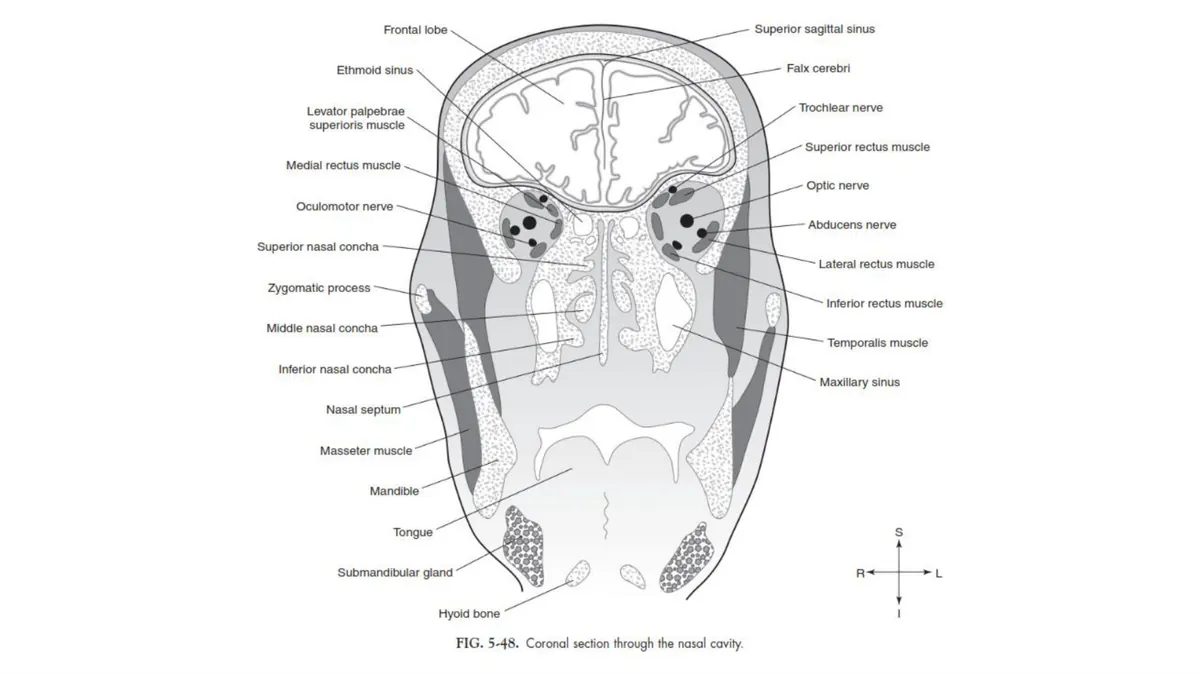 Frontal lobe
Ethmoid sinus
Levator palpebrae
superioris muscle
Medial rectus muscle
Oculomotor nerve
Superior nasal concha
Zygomatic process
Middle nasal concha
Inferior nasal concha
Nasal septum
Masseter muscle
Mandible
Tongue
Submandibular gland
Hyoid bone
Superior sagittal sinus
Falx cerebri
Trochlear nerve
Superior rectus muscle
Optic nerve
Abducens nerve
Lateral rectus muscle
Inferior rectus muscle
Temporalis muscle
Maxillary sinus
S
R L
I
FIG. 5-48. Coronal section through the nasal cavity.